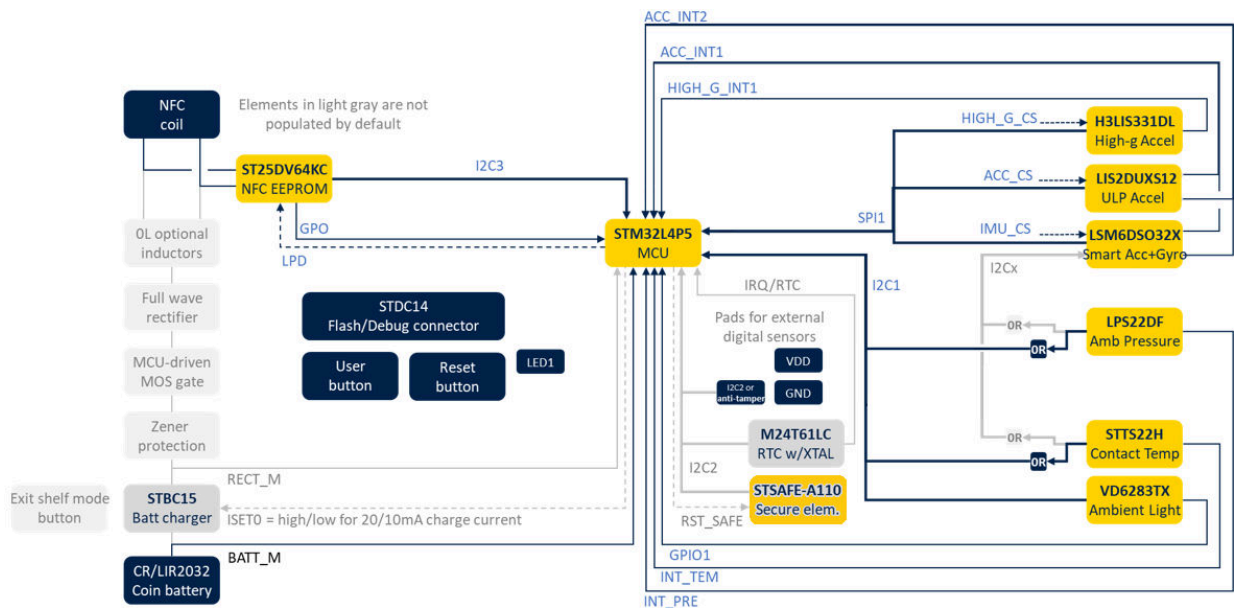 ACC_INT2
ACC_INT1
HIGH_G_INT1
NFC
coil
Elements in light gray are not
populated by default
HIGH_G_CS
H3LIS331DL
High-g Accel
ST25DV64KC
NFC EEPROM
I2C3
ACC_CS
LIS2DUXS12
ULP Accel
GPO
LPD
STM32L4P5
MCU
SPI1
IMU_CS
LSM6DSO32X
Smart Acc+Gyro
0L optional
inductors
I2C1
I2Cx
IRQ/RTC
Full wave
rectifier
STDC14
Flash/Debug connector
Pads for external
digital sensors
OR
LPS22DF
Amb Pressure
OR
MCU-driven
MOS gate
User
button
Reset
button
LED1
VDD
I2C2 or
anti-tamper
GND
Zener
protection
M24T61LC
RTC w/XTAL
OR
STTS22H
Contact Temp
OR
RECT_M
I2C2
Exit shelf mode
button
STBC15
Batt charger
ISET0 = high/low for 20/10mA charge current
STSAFE-A110
Secure elem.
RST_SAFE
VD6283TX
Ambient Light
BATT_M
GPIO1
CR/LIR2032
Coin battery
INT_TEM
INT_PRE